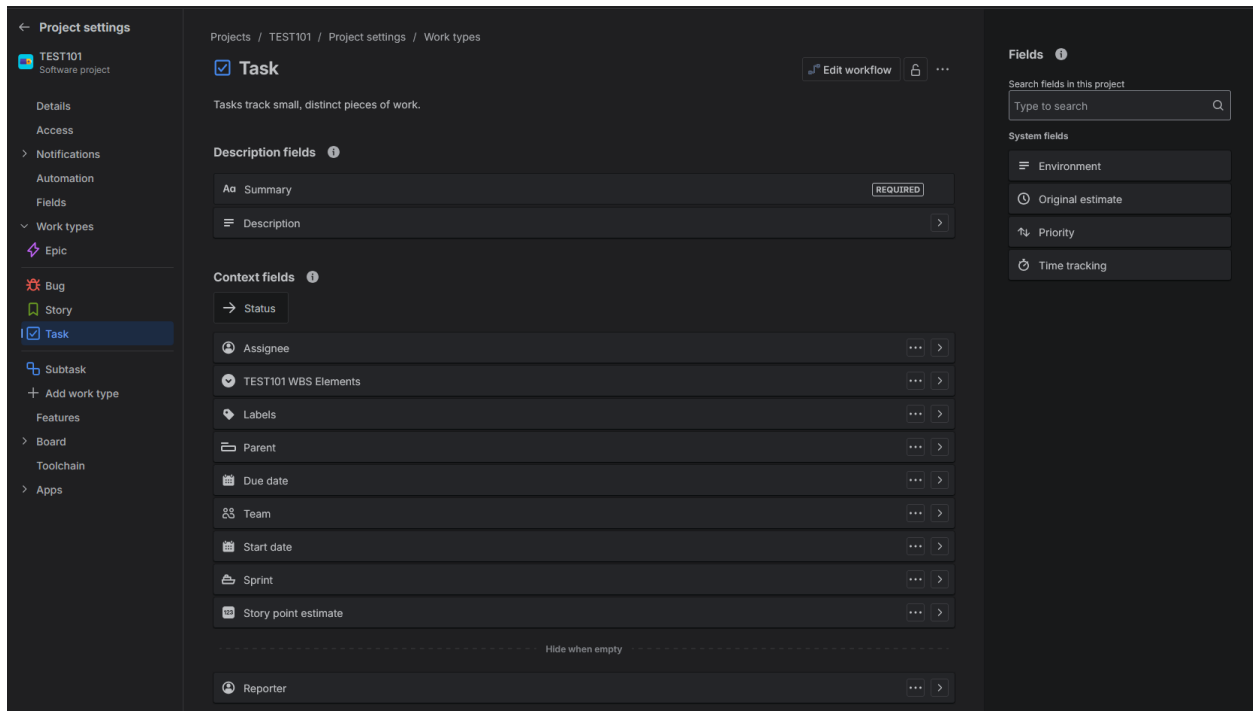 Project settings
TEST101
Software project
Details
Access
Notifications
Automation
Fields
Work types
Epic
Bug
Story
Task
Subtask
Add work type
Features
Board
Toolchain
Apps
Projects / TEST101 / Project settings / Work types
Task
Edit workflow
Tasks track small, distinct pieces of work.
Description fields
Aa Summary REQUIRED
Description
Context fields
Status
Assignee
TEST101 WBS Elements
Labels
Parent
Due date
Team
Start date
Sprint
123 Story point estimate
Hide when empty
Reporter
Fields
Search fields in this project
Type to search
System fields
Environment
Original estimate
Priority
Time tracking